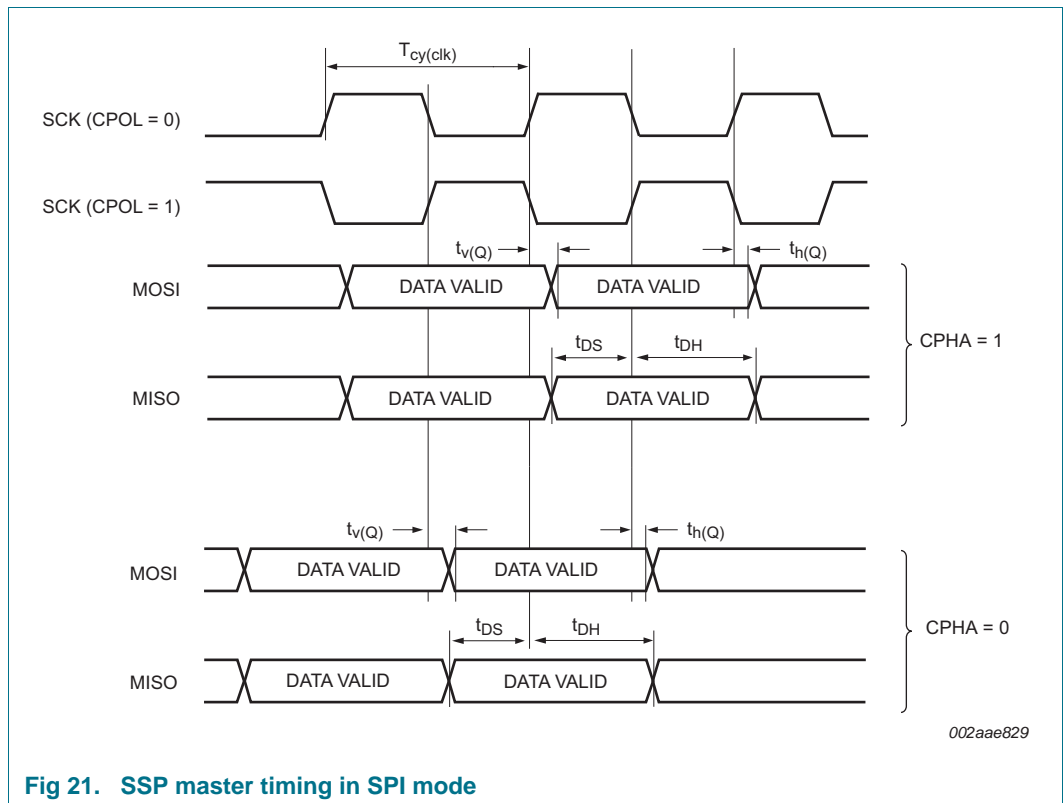 Tcy(clk)
SCK (CPOL = 0)
SCK (CPOL = 1)
tv(Q) th(Q)
MOSI DATA VALID DATA VALID
CPHA = 1
tDS tDH
MISO DATA VALID DATA VALID
tv(Q) th(Q)
MOSI DATA VALID DATA VALID
CPHA = 0
tDS tDH
MISO DATA VALID DATA VALID
002aae829
Fig 21. SSP master timing in SPI mode